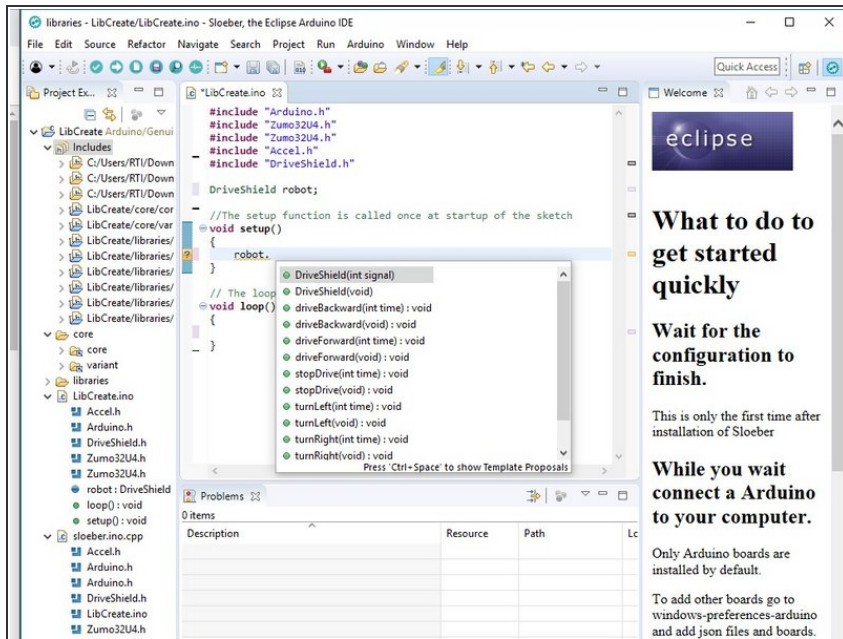 libraries - LibCreate/LibCreate.ino - Sloeber, the Eclipse Arduino IDE
File Edit Source Refactor Navigate Search Project Run Arduino Window Help
Quick Access
Project Ex...
LibCreate Arduino/Genui
Includes
C:/Users/RTI/Down
C:/Users/RTI/Down
C:/Users/RTI/Down
LibCreate/core/cor
LibCreate/core/var
LibCreate/libraries/
LibCreate/libraries/
LibCreate/libraries/
LibCreate/libraries/
LibCreate/libraries/
core
core
variant
libraries
LibCreate.ino
Accel.h
Arduino.h
DriveShield.h
Zumo32U4.h
Zumo32U4.h
robot : DriveShield
loop() : void
setup() : void
sloeber.ino.cpp
Accel.h
Arduino.h
Arduino.h
DriveShield.h
LibCreate.ino
Zumo32U4.h
*LibCreate.ino
#include "Arduino.h"
#include "Zumo32U4.h"
#include "Zumo32U4.h"
#include "Accel.h"
#include "DriveShield.h"
DriveShield robot;
//The setup function is called once at startup of the sketch
void setup()
{
robot.
}
// The loop
void loop()
{
}
DriveShield(int signal)
DriveShield(void)
driveBackward(int time) : void
driveBackward(void) : void
driveForward(int time) : void
driveForward(void) : void
stopDrive(int time) : void
stopDrive(void) : void
turnLeft(int time) : void
turnLeft(void) : void
turnRight(int time) : void
turnRight(void) : void
Press 'Ctrl+Space' to show Template Proposals
Problems
0 items
Description Resource Path Lc
Welcome
eclipse
What to do to
get started
quickly
Wait for the
configuration to
finish.
This is only the first time after
installation of Sloeber
While you wait
connect a Arduino
to your computer.
Only Arduino boards are
installed by default.
To add other boards go to
windows-preferences-arduino
and add json files and boards.